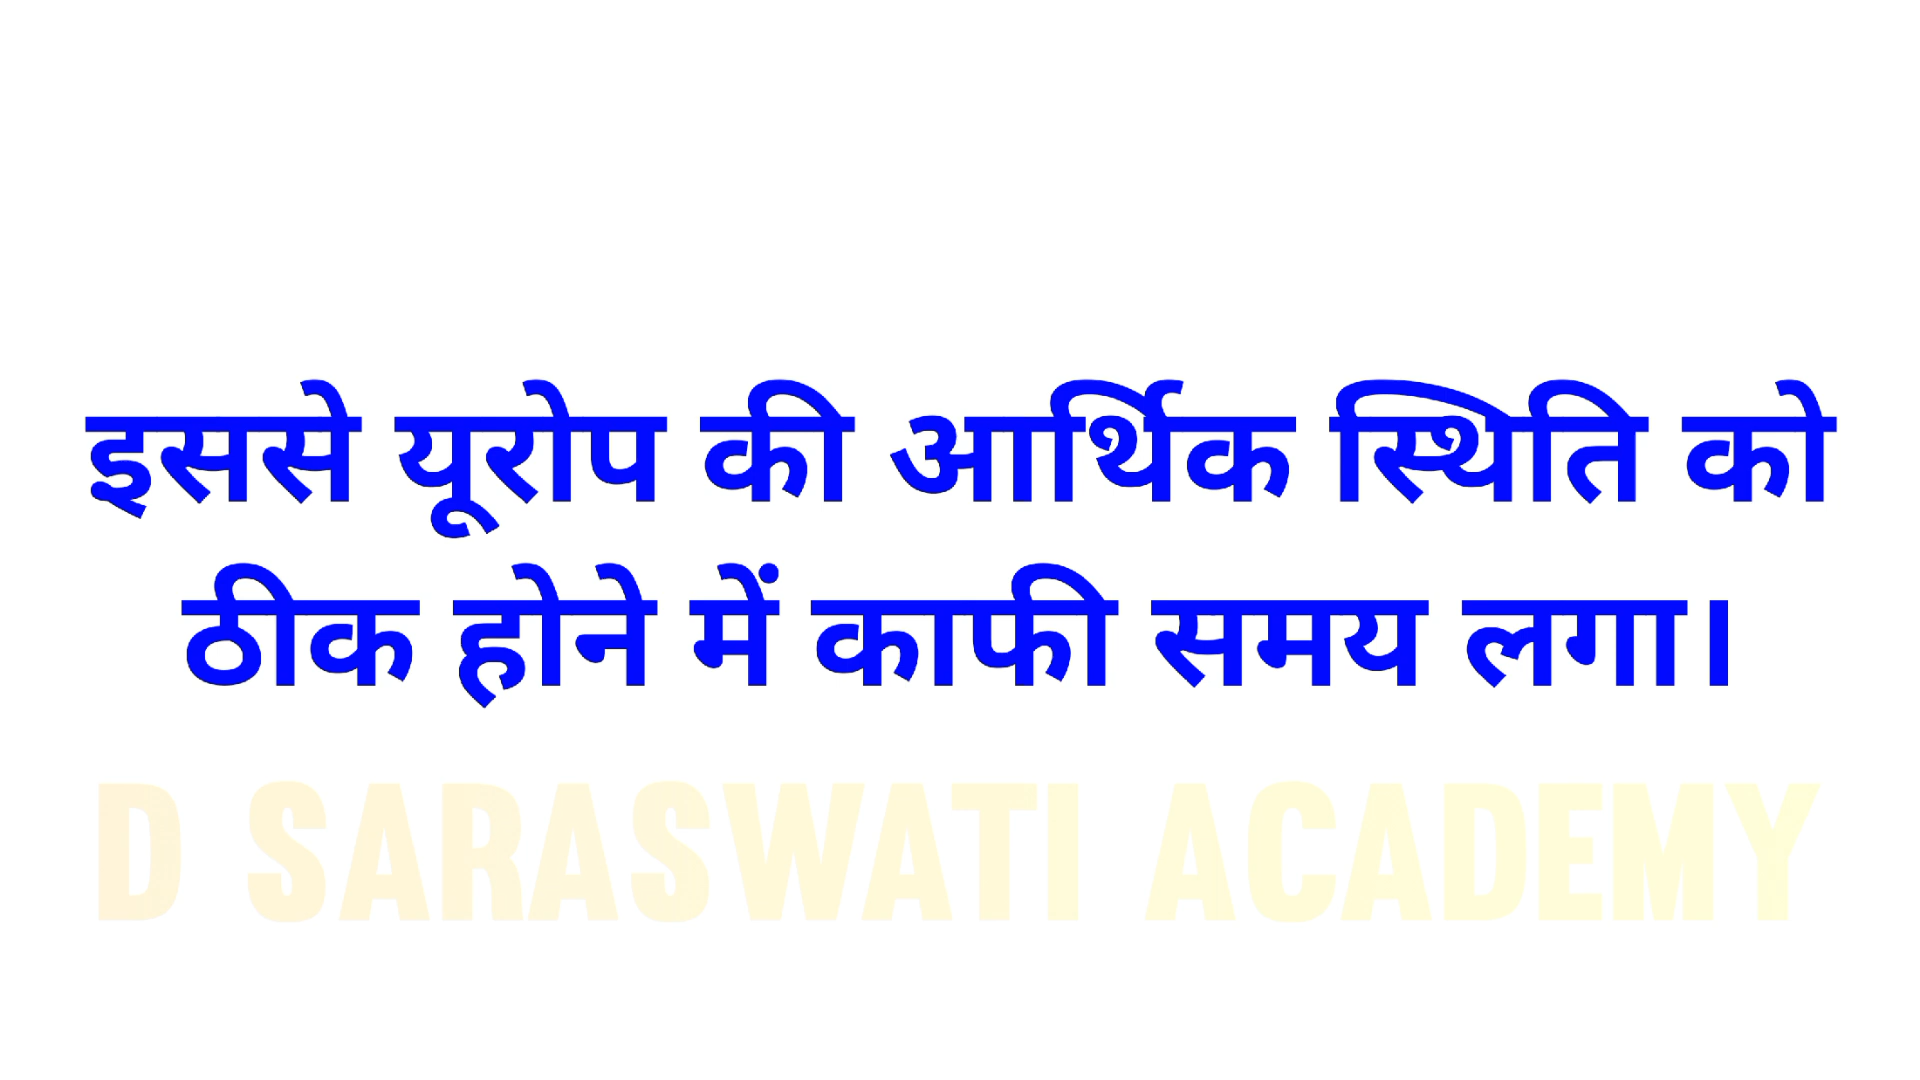 इससे यूरोप की आर्थिक स्थिति को
ठीक होने में काफी समय लगा।
D SARASWATI ACADEMY